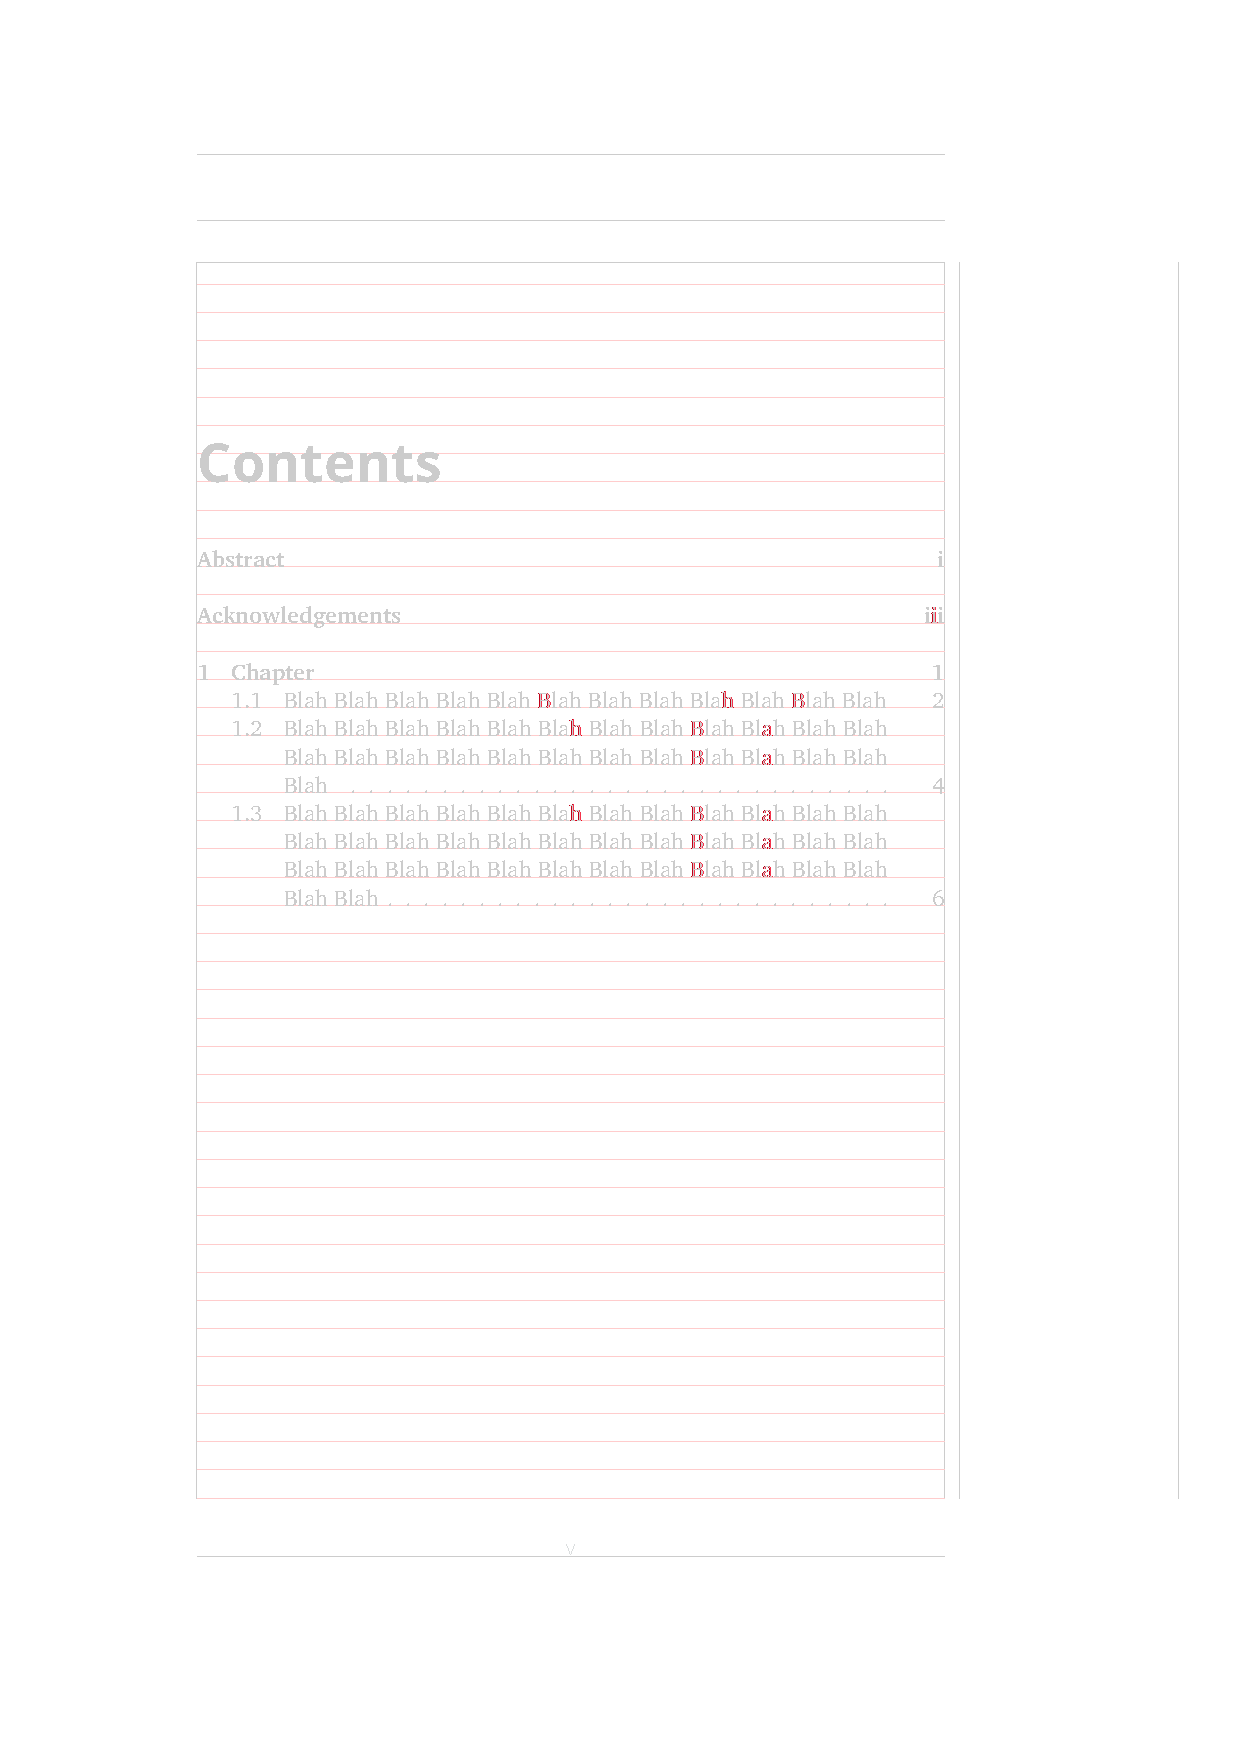 Contents
Abstract i
Acknowledgements iii
1 Chapter 1
1.1 Blah Blah Blah Blah Blah Blah Blah Blah Blah Blah Blah Blah 2
1.2 Blah Blah Blah Blah Blah Blah Blah Blah Blah Blah Blah Blah
Blah Blah Blah Blah Blah Blah Blah Blah Blah Blah Blah Blah
Blah . . . . . . . . . . . . . . . . . . . . . . . . . . . . . . 4
1.3 Blah Blah Blah Blah Blah Blah Blah Blah Blah Blah Blah Blah
Blah Blah Blah Blah Blah Blah Blah Blah Blah Blah Blah Blah
Blah Blah Blah Blah Blah Blah Blah Blah Blah Blah Blah Blah
Blah Blah . . . . . . . . . . . . . . . . . . . . . . . . . . . . 6
v